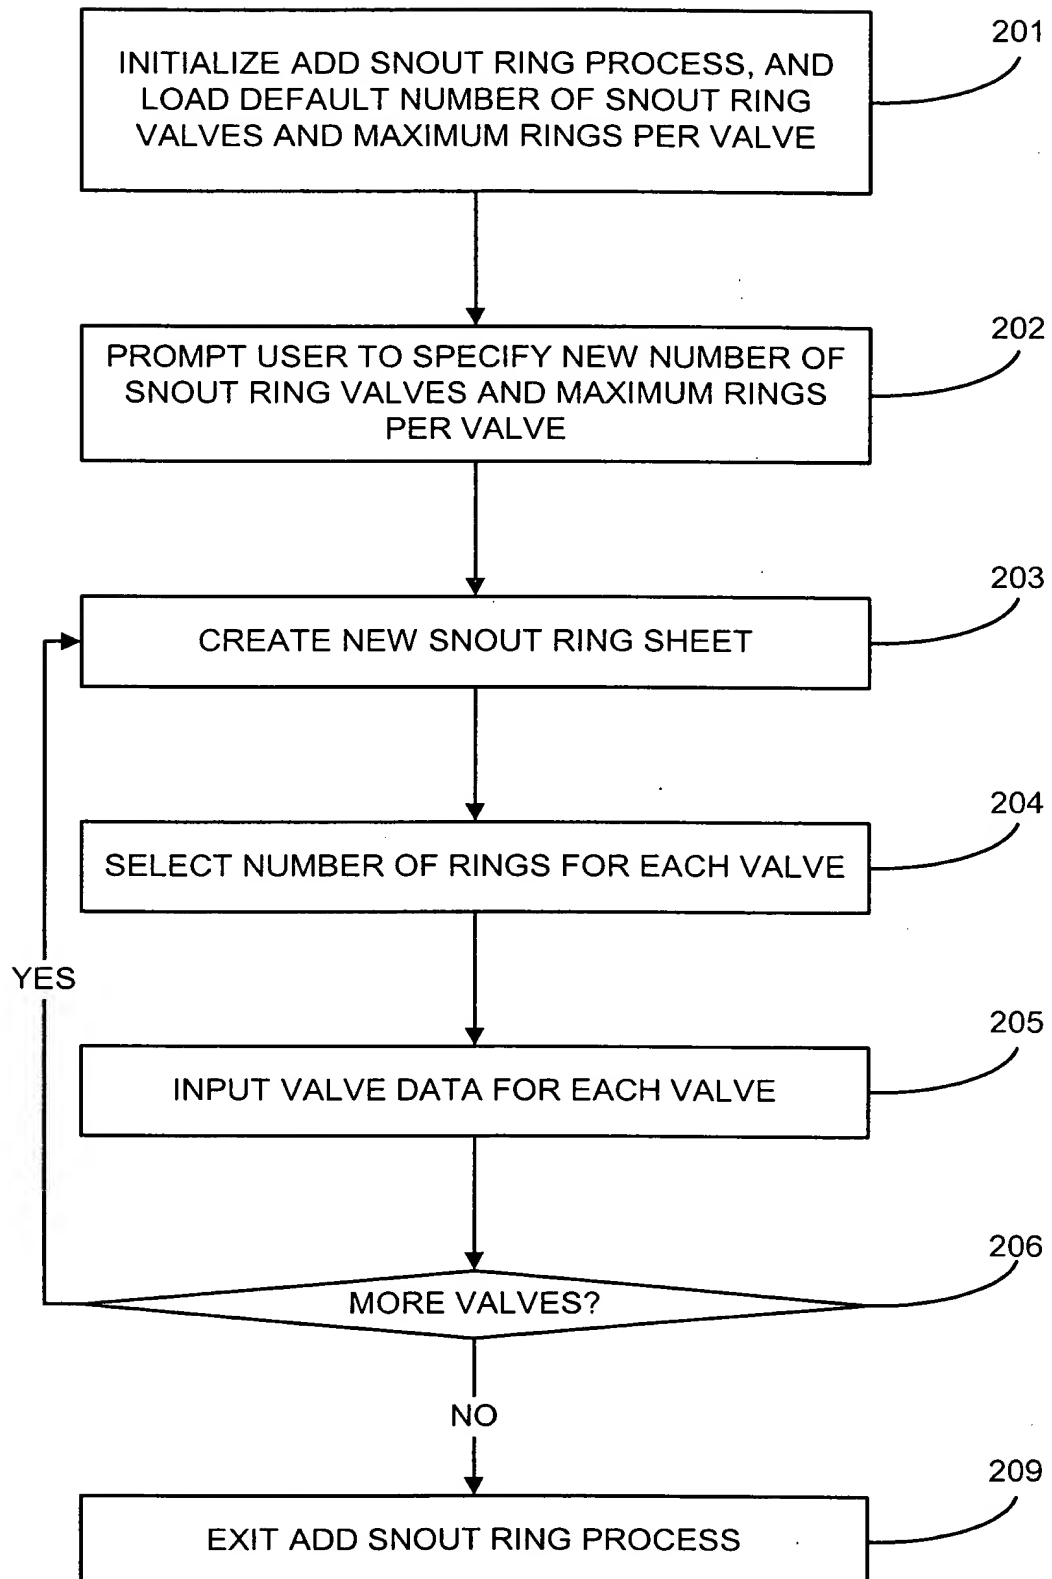 201
INITIALIZE ADD SNOUT RING PROCESS, AND
LOAD DEFAULT NUMBER OF SNOUT RING
VALVES AND MAXIMUM RINGS PER VALVE
202
PROMPT USER TO SPECIFY NEW NUMBER OF
SNOUT RING VALVES AND MAXIMUM RINGS
PER VALVE
203
CREATE NEW SNOUT RING SHEET
204
SELECT NUMBER OF RINGS FOR EACH VALVE
YES
205
INPUT VALVE DATA FOR EACH VALVE
206
MORE VALVES?
NO
209
EXIT ADD SNOUT RING PROCESS